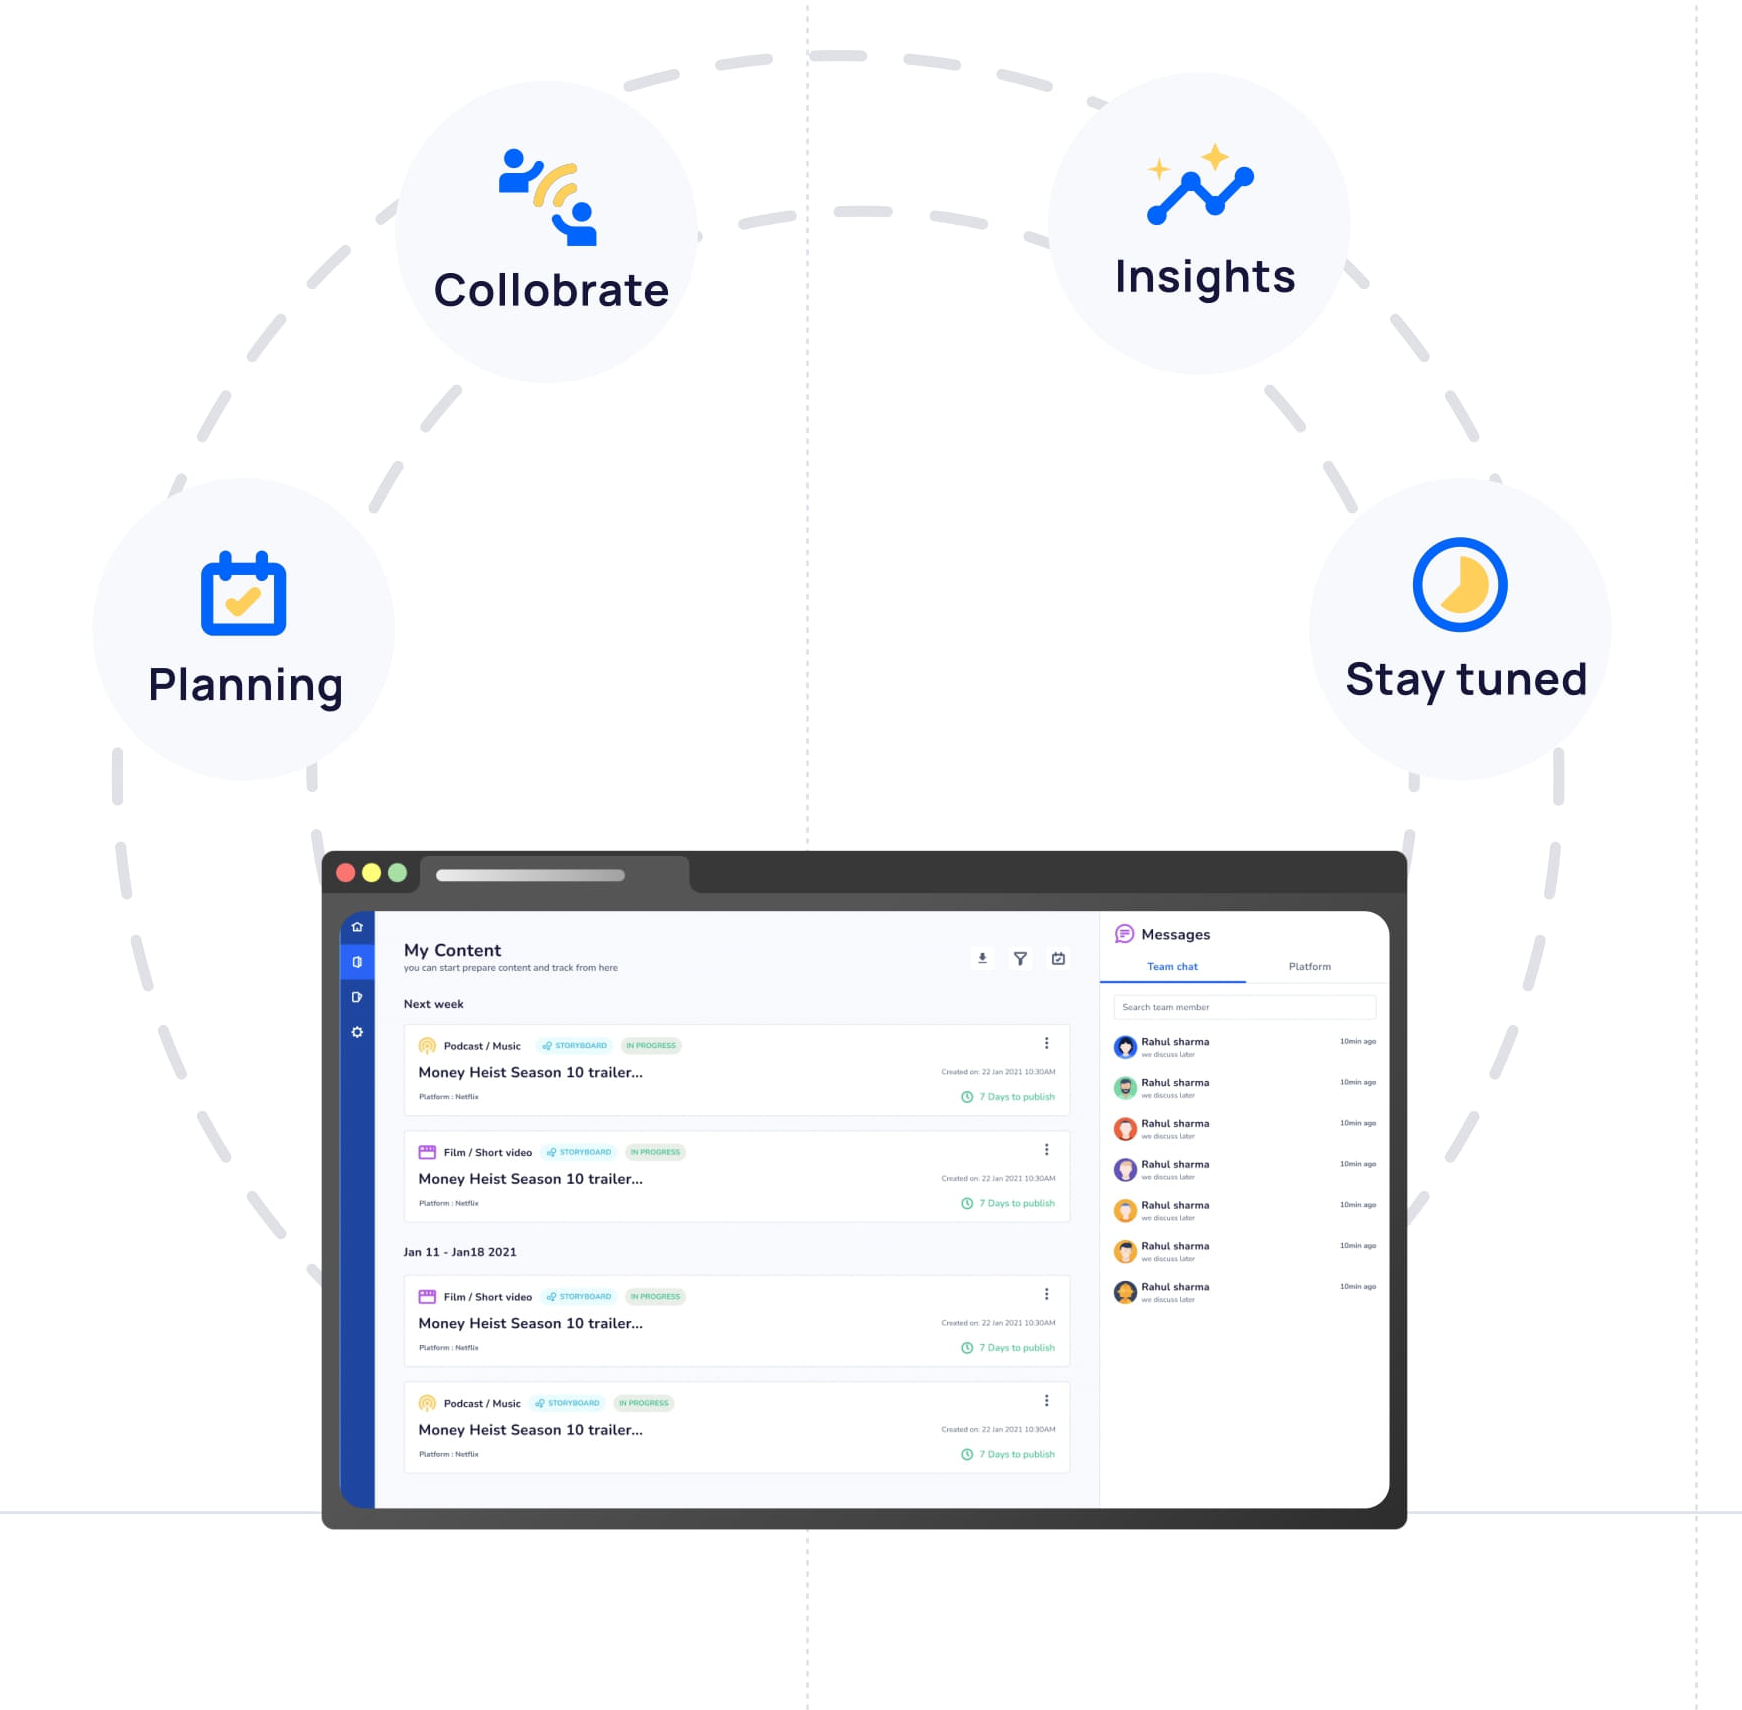 Collobrate
Insights
Planning
Stay tuned
My Content
you can start prepare content and track from here
Next week
Podcast / Music STORYBOARD IN PROGRESS
Money Heist Season 10 trailer...
Created on: 22 Jan 2021 10:30AM
Platform : Netflix
7 Days to publish
Film / Short video STORYBOARD IN PROGRESS
Money Heist Season 10 trailer...
Created on: 22 Jan 2021 10:30AM
Platform : Netflix
7 Days to publish
Jan 11 - Jan18 2021
Film / Short video STORYBOARD IN PROGRESS
Money Heist Season 10 trailer...
Created on: 22 Jan 2021 10:30AM
Platform : Netflix
7 Days to publish
Podcast / Music STORYBOARD IN PROGRESS
Money Heist Season 10 trailer...
Created on: 22 Jan 2021 10:30AM
Platform : Netflix
7 Days to publish
Messages
Team chat Platform
Search team member
Rahul sharma 10min ago
we discuss later
Rahul sharma 10min ago
we discuss later
Rahul sharma 10min ago
we discuss later
Rahul sharma 10min ago
we discuss later
Rahul sharma 10min ago
we discuss later
Rahul sharma 10min ago
we discuss later
Rahul sharma 10min ago
we discuss later